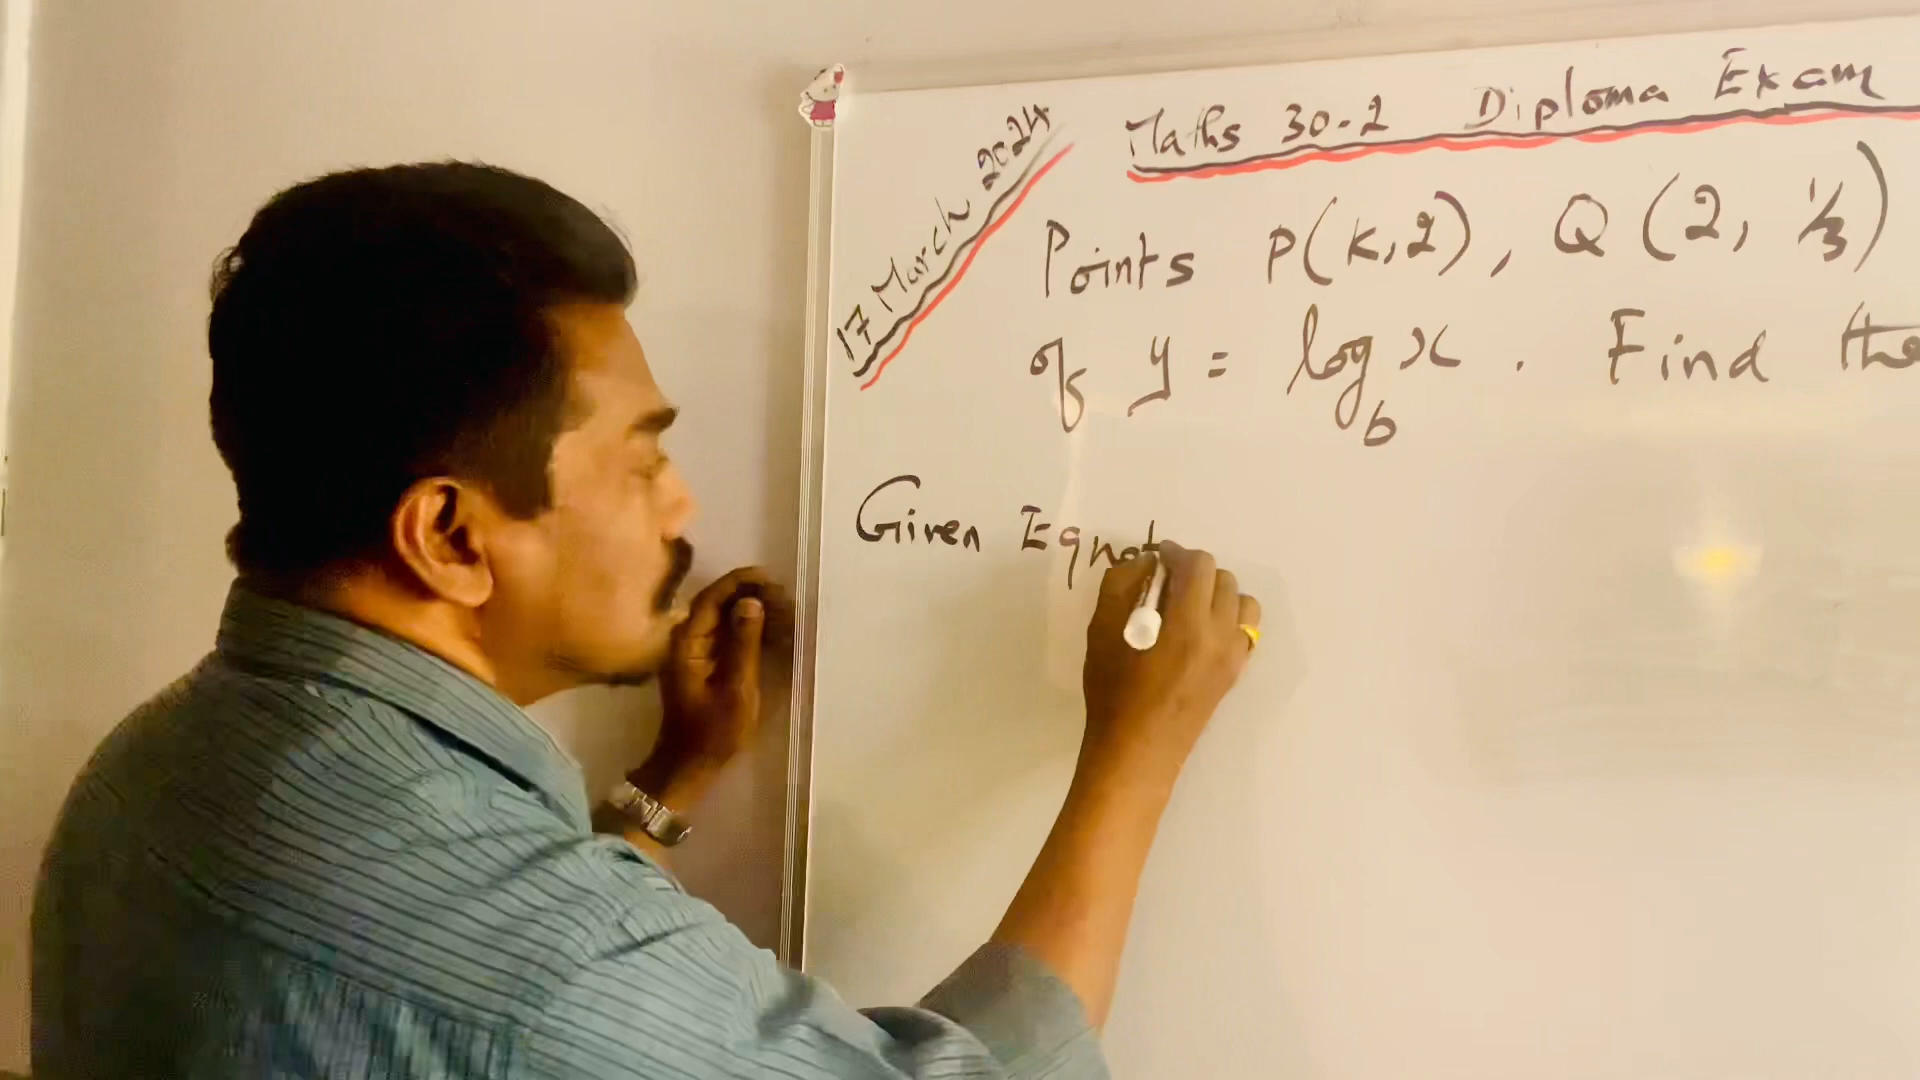 17 March 2024
Maths 30-2 Diploma Exam
Points P(k,2), Q(2, 1/3)
of y = log_b x . Find the
Given Equat